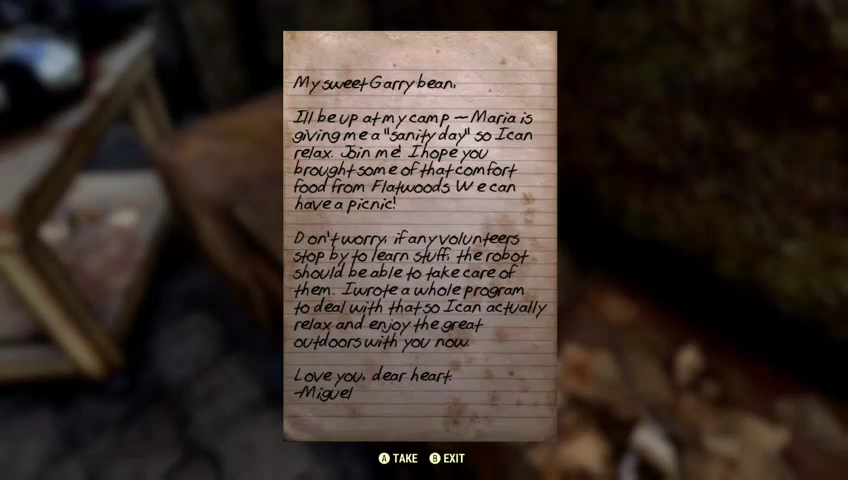 My sweet Garrybean,
I'll be up at my camp — Maria is
giving me a "sanity day" so I can
relax. Join me! I hope you
brought some of that comfort
food from Flatwoods. We can
have a picnic!
Don't worry, if any volunteers
stop by to learn stuff, the robot
should be able to take care of
them. I wrote a whole program
to deal with that so I can actually
relax and enjoy the great
outdoors with you now.
Love you, dear heart.
-Miguel
A TAKE B EXIT